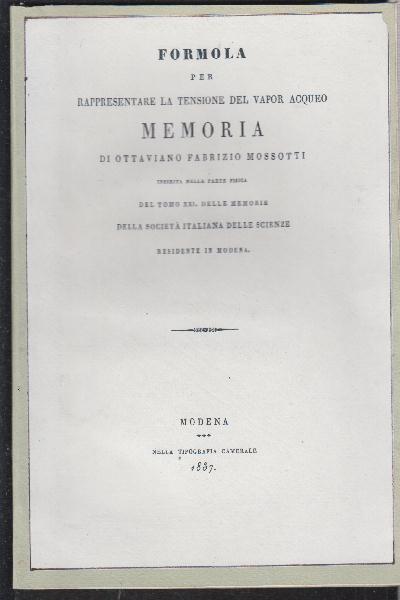 FORMOLA
PER
RAPPRESENTARE LA TENSIONE DEL VAPOR ACQUEO
MEMORIA
DI OTTAVIANO FABRIZIO MOSSOTTI
INSERITA NELLA PARTE FISICA
DEL TOMO XXI. DELLE MEMORIE
DELLA SOCIETÀ ITALIANA DELLE SCIENZE
RESIDENTE IN MODENA.
MODENA
NELLA TIPOGRAFIA CAMERALE
1837.